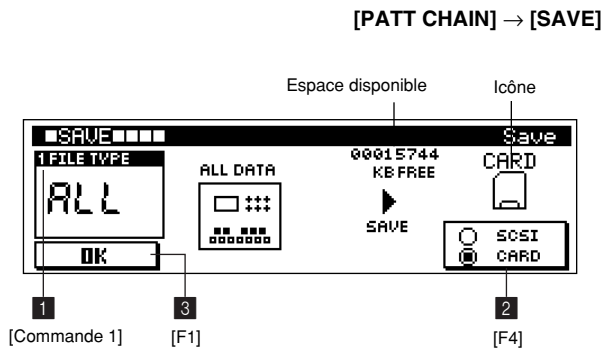 [PATT CHAIN] → [SAVE]
Espace disponible
Icône
SAVE
Save
1 FILE TYPE
ALL
ALL DATA
00015744
KB FREE
SAVE
CARD
SCSI
CARD
OK
1
3
2
[Commande 1]
[F1]
[F4]